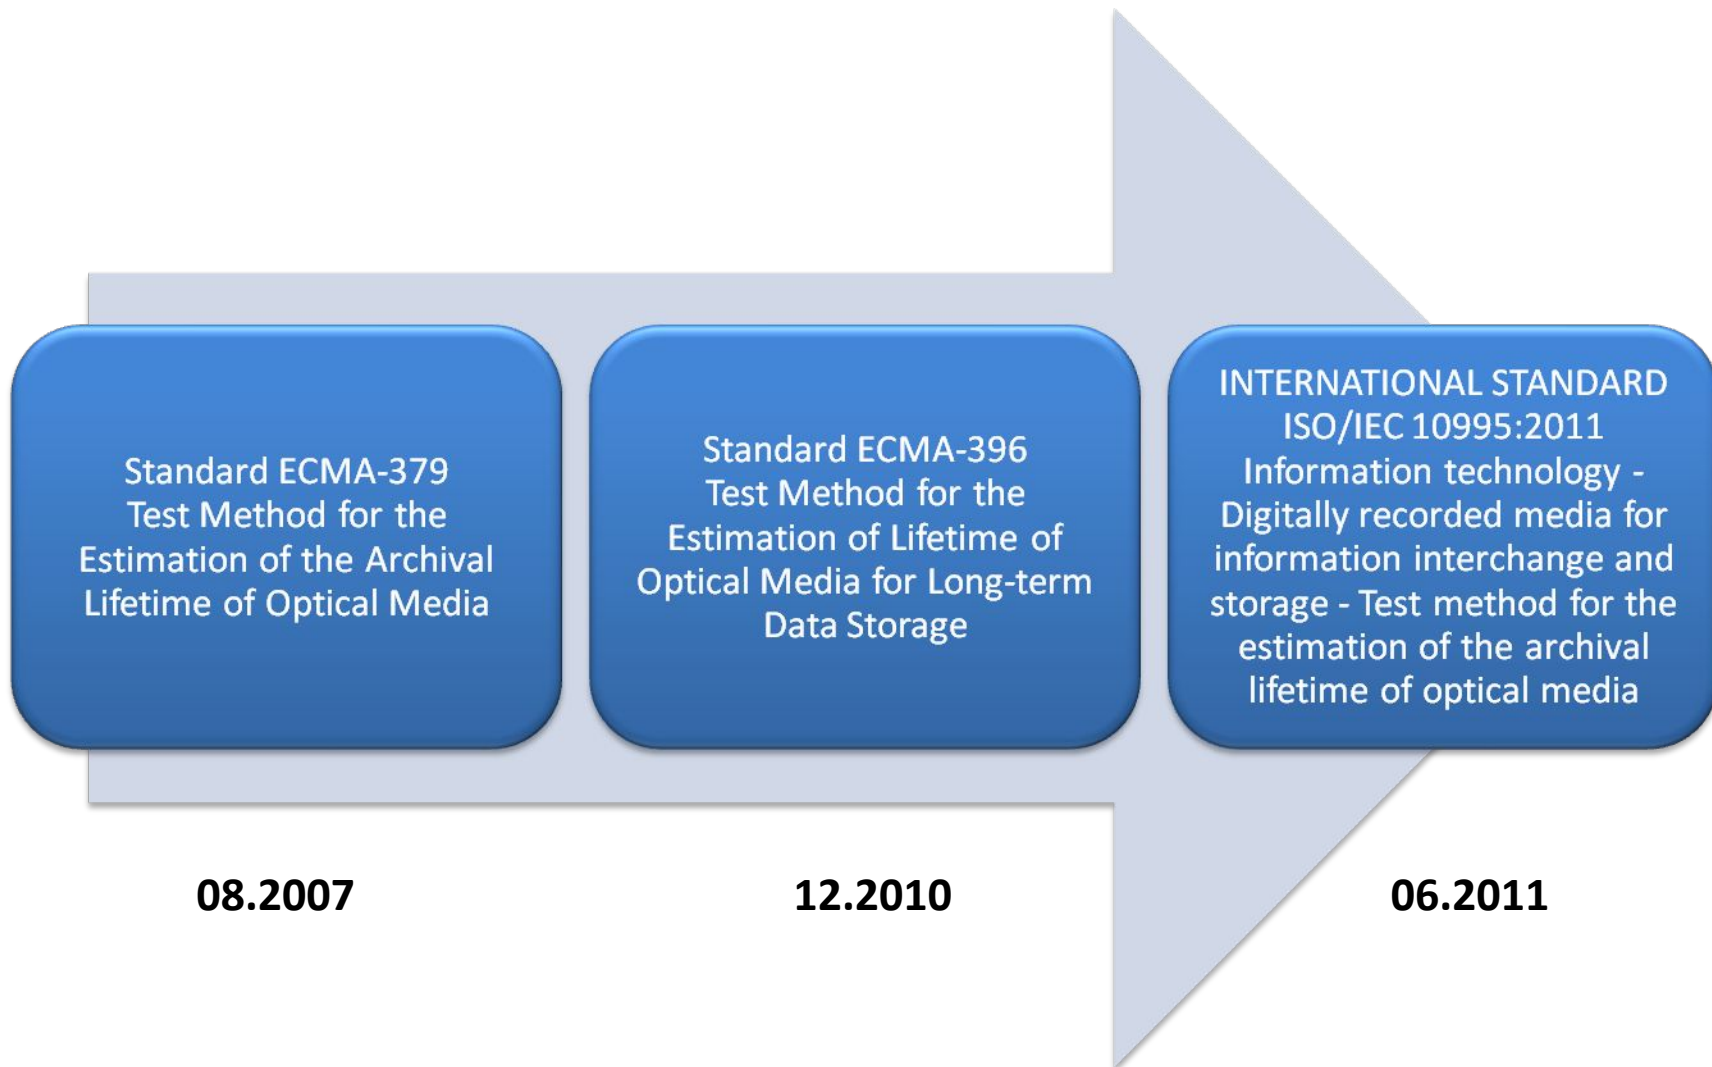 Standard ECMA-379
Test Method for the
Estimation of the Archival
Lifetime of Optical Media
Standard ECMA-396
Test Method for the
Estimation of Lifetime of
Optical Media for Long-term
Data Storage
INTERNATIONAL STANDARD
ISO/IEC 10995:2011
Information technology -
Digitally recorded media for
information interchange and
storage - Test method for the
estimation of the archival
lifetime of optical media
08.2007
12.2010
06.2011